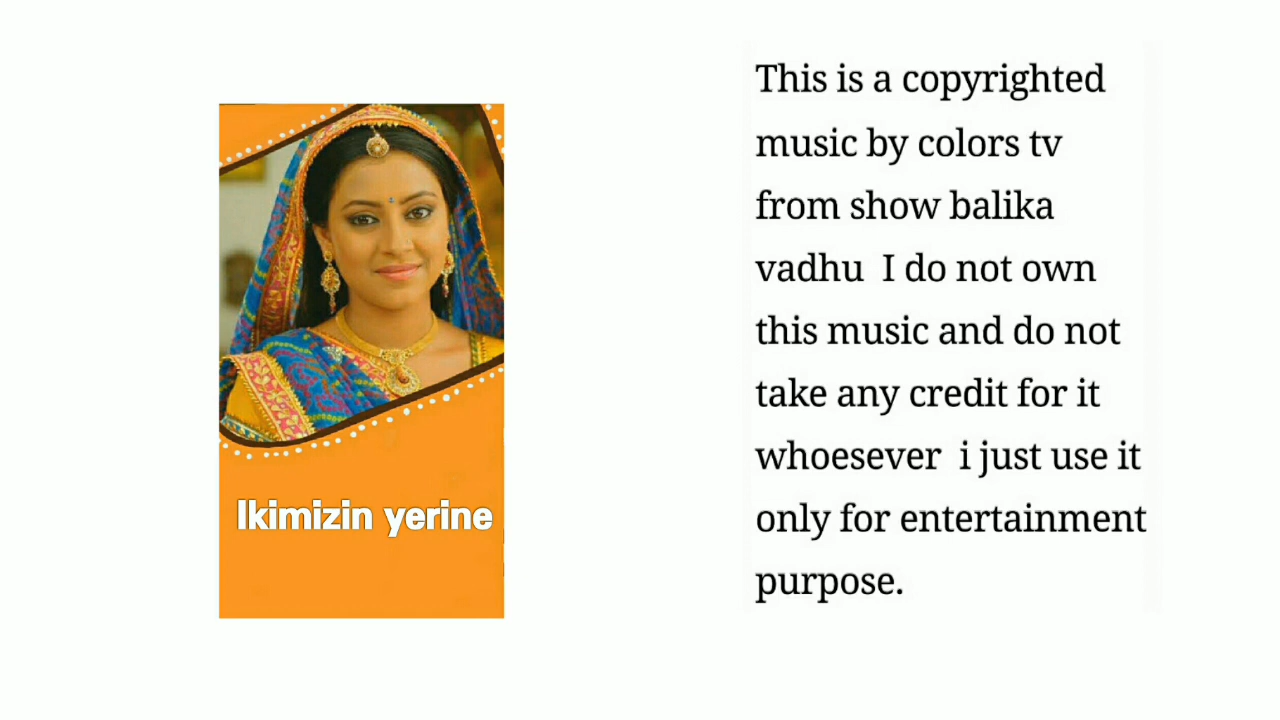 Ikimizin yerine
This is a copyrighted
music by colors tv
from show balika
vadhu I do not own
this music and do not
take any credit for it
whoesever i just use it
only for entertainment
purpose.